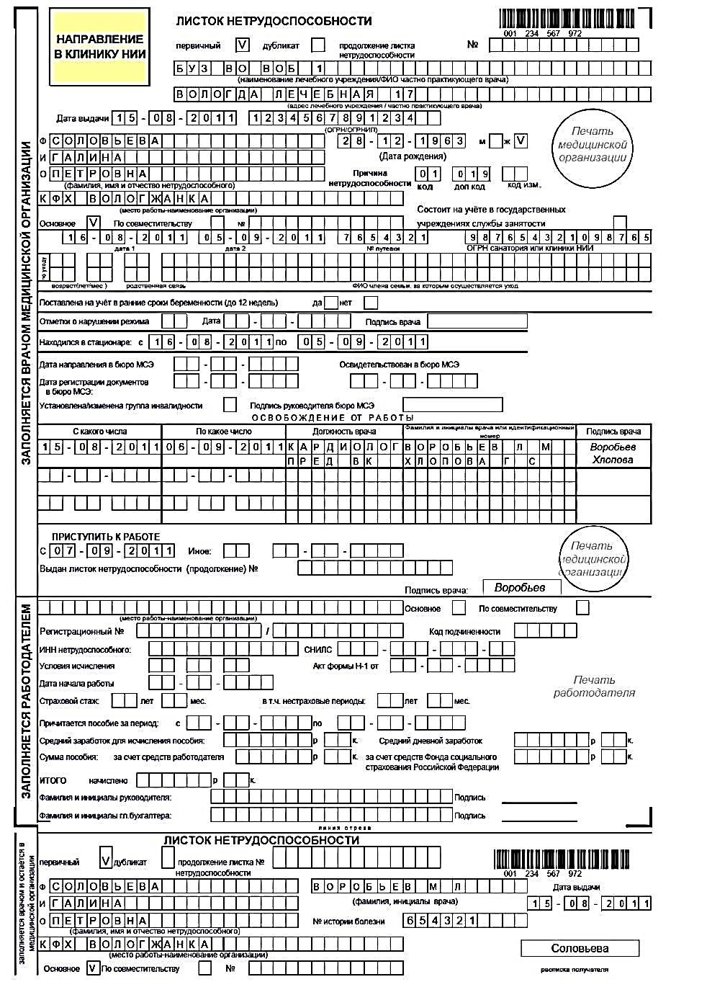 НАПРАВЛЕНИЕ
В КЛИНИКУ НИИ
ЛИСТОК НЕТРУДОСПОСОБНОСТИ
001 234 567 972
первичный V дубликат продолжение листка нетрудоспособности №
БУЗ ВО ВОБ 1
(наименование лечебного учреждения/ФИО частно практикующего врача)
ВОЛОГДА ЛЕЧЕБНАЯ 17
(адрес лечебного учреждения / частно практикующего врача)
Дата выдачи 15-08-2011 1234567891234
(ОГРН/ОГРНИП)
Ф СОЛОВЬЕВА 28-12-1963 м ж V
И ГАЛИНА (Дата рождения)
О ПЕТРОВНА Причина нетрудоспособности 01 019
(фамилия, имя и отчество нетрудоспособного) код доп код код изм.
Печать медицинской организации
КФХ ВОЛОГЖАНКА
(место работы-наименование организации)
Состоит на учёте в государственных учреждениях службы занятости
Основное V По совместительству №
16-08-2011 05-09-2011 7654321 987654321098765
дата 1 дата 2 № путевки ОГРН санатория или клиники НИИ
по уходу
возраст(лет/мес ) родственная связь ФИО члена семьи, за которым осуществляется уход
Поставлена на учёт в ранние сроки беременности (до 12 недель) да нет
Отметки о нарушении режима Дата - - Подпись врача
Находился в стационаре: с 16-08-2011 по 05-09-2011
Дата направления в бюро МСЭ - - Освидетельствован в бюро МСЭ
Дата регистрации документов в бюро МСЭ: - - - -
Установлена/изменена группа инвалидности Подпись руководителя бюро МСЭ
ОСВОБОЖДЕНИЕ ОТ РАБОТЫ
С какого числа По какое число Должность врача Фамилия и инициалы врача или идентификационный номер Подпись врача
15-08-2011 06-09-2011 КАРДИОЛОГ ВОРОБЬЕВ Л М Воробьев
ПРЕД ВК ХЛОПОВА Г С Хлопова
- - - -
- - - -
ПРИСТУПИТЬ К РАБОТЕ
С 07-09-2011 Иное: - -
Выдан листок нетрудоспособности (продолжение) №
Печать медицинской организации
Подпись врача: Воробьев
ЗАПОЛНЯЕТСЯ ВРАЧОМ МЕДИЦИНСКОЙ ОРГАНИЗАЦИИ
Основное По совместительству
(место работы-наименование организации)
Регистрационный № / Код подчиненности
ИНН нетрудоспособного: СНИЛС - - -
Условия исчисления Акт формы Н-1 от - -
Дата начала работы - -
Печать работодателя
Страховой стаж: лет мес. в т.ч. нестраховые периоды: лет мес.
Причитается пособие за период: с - - по - -
Средний заработок для исчисления пособия: р к. Средний дневной заработок р к.
Сумма пособия: за счет средств работодателя р к. за счет средств Фонда социального страхования Российской Федерации р к.
ИТОГО начислено р к.
Фамилия и инициалы руководителя: Подпись
Фамилия и инициалы гл.бухгалтера: Подпись
ЗАПОЛНЯЕТСЯ РАБОТОДАТЕЛЕМ
линия отреза
ЛИСТОК НЕТРУДОСПОСОБНОСТИ
первичный V дубликат продолжение листка № нетрудоспособности
001 234 567 972
Ф СОЛОВЬЕВА ВОРОБЬЕВ М Л Дата выдачи
И ГАЛИНА (фамилия, инициалы врача) 15-08-2011
О ПЕТРОВНА № истории болезни 654321
(фамилия, имя и отчество нетрудоспособного)
КФХ ВОЛОГЖАНКА Соловьева
(место работы-наименование организации)
Основное V По совместительству № расписка получателя
заполняется врачом и остаётся в медицинской организации